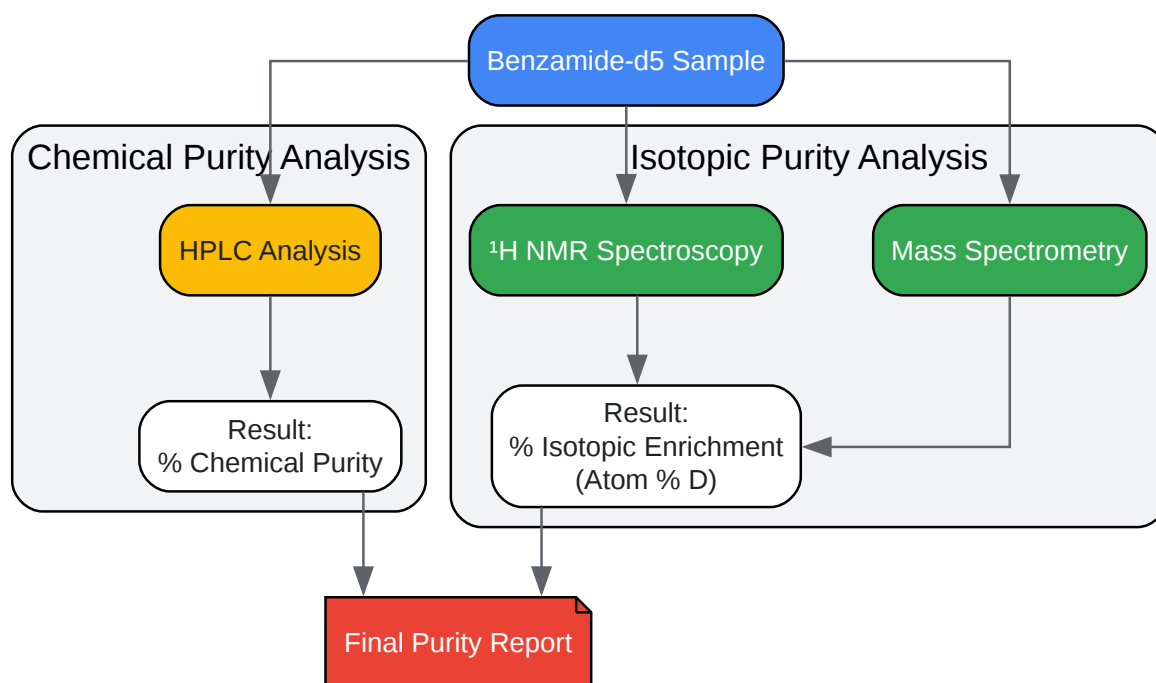 Benzamide-d5 Sample
Chemical Purity Analysis
Isotopic Purity Analysis
HPLC Analysis
¹H NMR Spectroscopy
Mass Spectrometry
Result:
% Chemical Purity
Result:
% Isotopic Enrichment
(Atom % D)
Final Purity Report